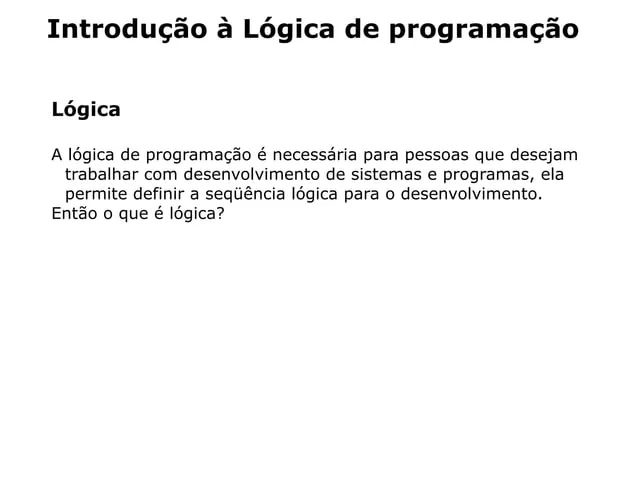 Introdução à Lógica de programação
Lógica
A lógica de programação é necessária para pessoas que desejam
trabalhar com desenvolvimento de sistemas e programas, ela
permite definir a seqüência lógica para o desenvolvimento.
Então o que é lógica?